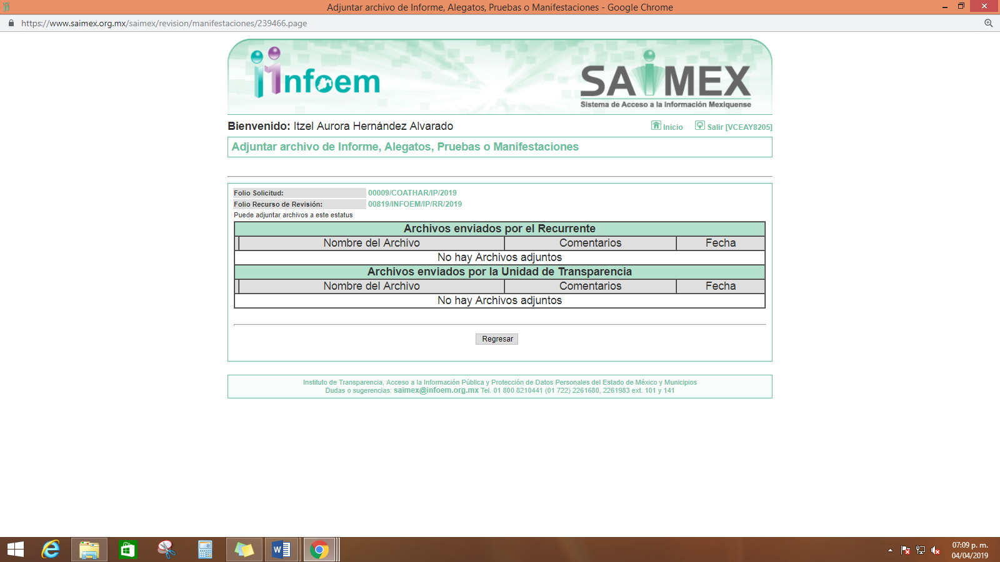 Adjuntar archivo de Informe, Alegatos, Pruebas o Manifestaciones - Google Chrome
https://www.saimex.org.mx/saimex/revision/manifestaciones/239466.page
infoem
SAIMEX
Sistema de Acceso a la Información Mexiquense
Bienvenido: Itzel Aurora Hernández Alvarado
Inicio Salir [VCEAY8205]
Adjuntar archivo de Informe, Alegatos, Pruebas o Manifestaciones
Folio Solicitud: 00009/COATHAR/IP/2019
Folio Recurso de Revisión: 00819/INFOEM/IP/RR/2019
Puede adjuntar archivos a este estatus
Archivos enviados por el Recurrente
Nombre del Archivo Comentarios Fecha
No hay Archivos adjuntos
Archivos enviados por la Unidad de Transparencia
Nombre del Archivo Comentarios Fecha
No hay Archivos adjuntos
Regresar
Instituto de Transparencia, Acceso a la Información Pública y Protección de Datos Personales del Estado de México y Municipios
Dudas o sugerencias: saimex@infoem.org.mx Tel. 01 800 8210441 (01 722) 2261680, 2261983 ext. 101 y 141
07:09 p. m.
04/04/2019